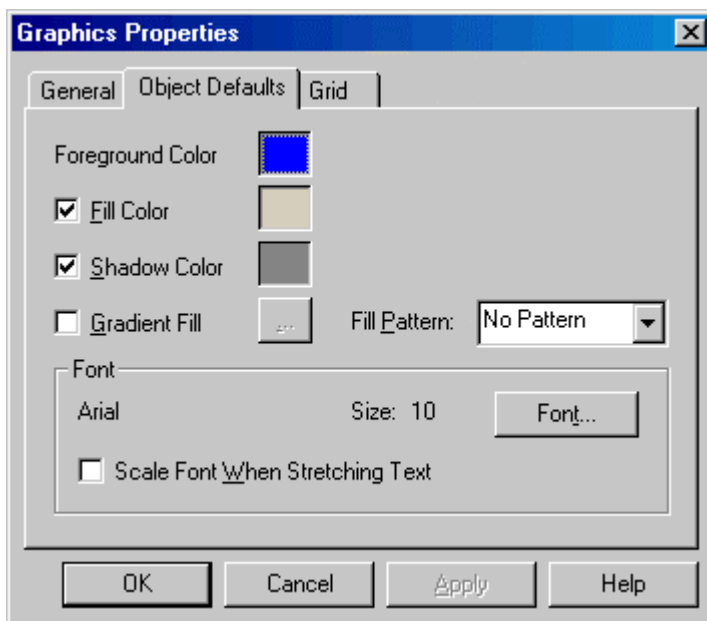 Graphics Properties
General Object Defaults Grid
Foreground Color
Fill Color
Shadow Color
Gradient Fill ... Fill Pattern: No Pattern
Font
Arial Size: 10 Font...
Scale Font When Stretching Text
OK Cancel Apply Help